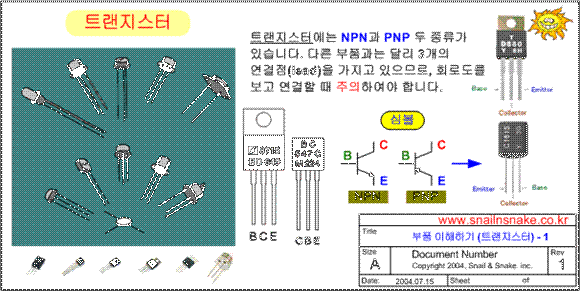 트랜지스터
트랜지스터에는 NPN과 PNP 두 종류가
있습니다. 다른 부품과는 달리 3개의
연결점(lead)을 가지고 있으므로, 회로도를
보고 연결할 때 주의하여야 합니다.
심볼
B C E
NPN
B C E
PNP
BCE
BC
547C
CBE
Base
Emitter
Collector
Emitter
Base
Collector
www.snailnsnake.co.kr
Title
부품 이해하기 (트랜지스터) - 1
Size
A
Document Number
Copyright 2004, Snail & Snake. inc.
Rev
1
Date:
2004.07.15
Sheet
of